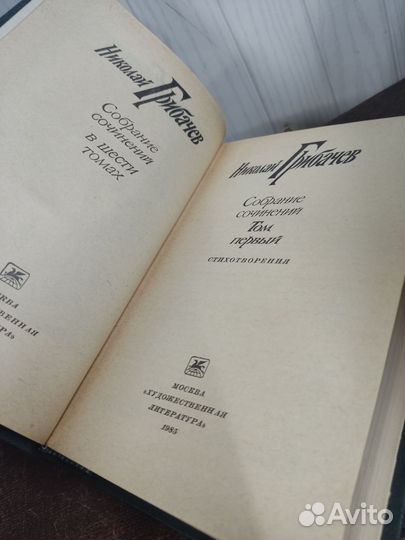 Николай Грибачев
Собрание
сочинений
в шести
томах
МОСКВА
Николай Грибачев
Собрание
сочинений
Том
первый
СТИХОТВОРЕНИЯ
МОСКВА
«ХУДОЖЕСТВЕННАЯ
ЛИТЕРАТУРА»
1985
Avito